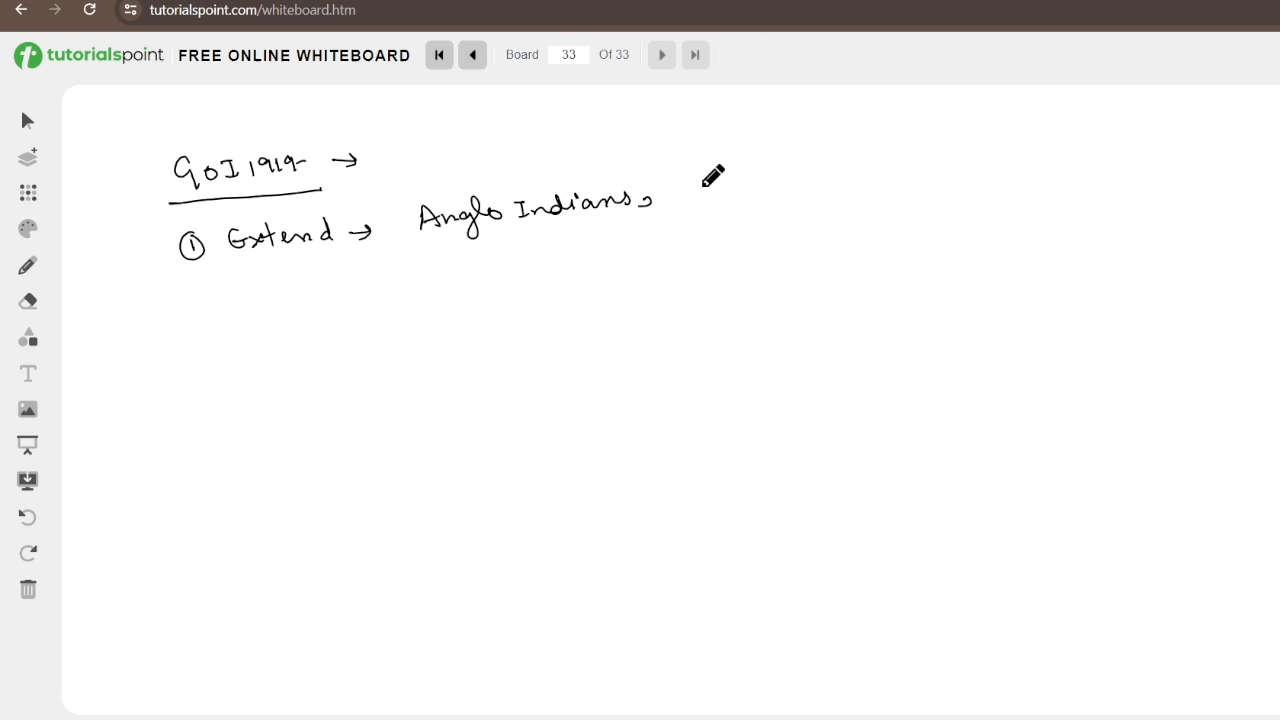 tutorialspoint.com/whiteboard.htm
tutorialspoint FREE ONLINE WHITEBOARD Board 33 Of 33
GOI 1919 →
① Extend → Anglo Indians,